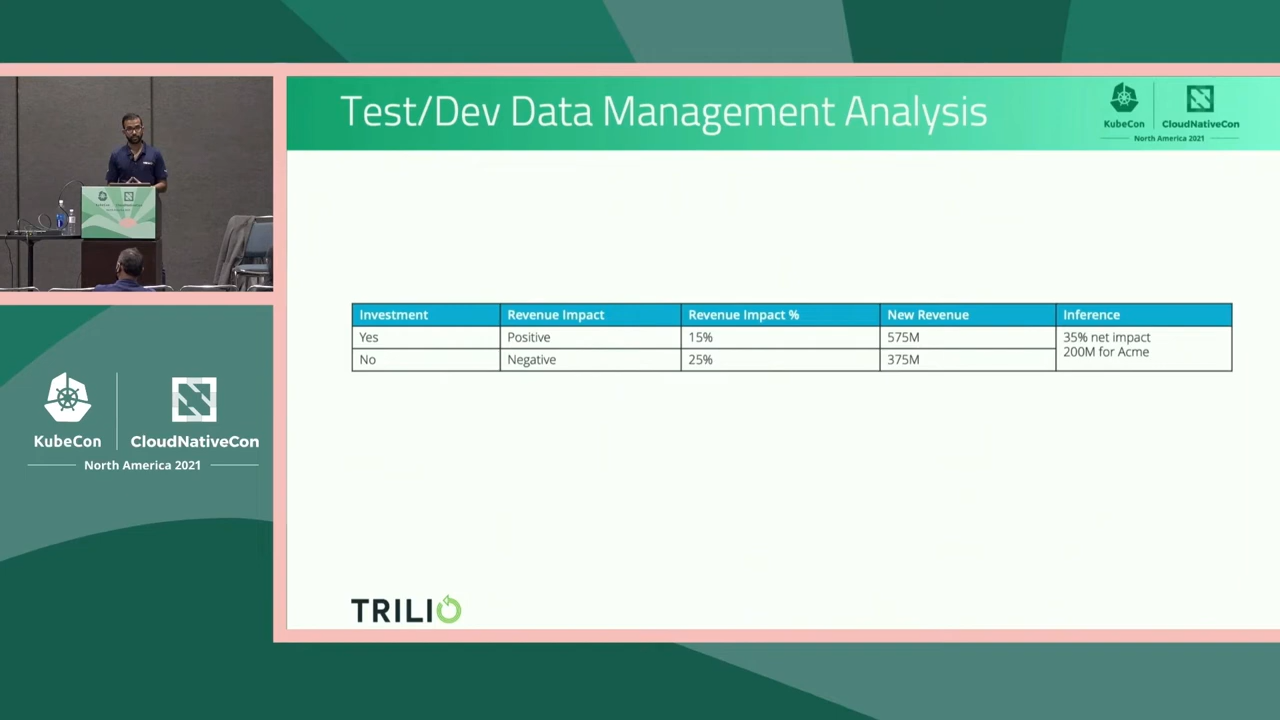 Test/Dev Data Management Analysis
KubeCon
CloudNativeCon
North America 2021
Investment Revenue Impact Revenue Impact % New Revenue Inference
Yes Positive 15% 575M 35% net impact
200M for Acme
No Negative 25% 375M
KubeCon
CloudNativeCon
North America 2021
TRILIO